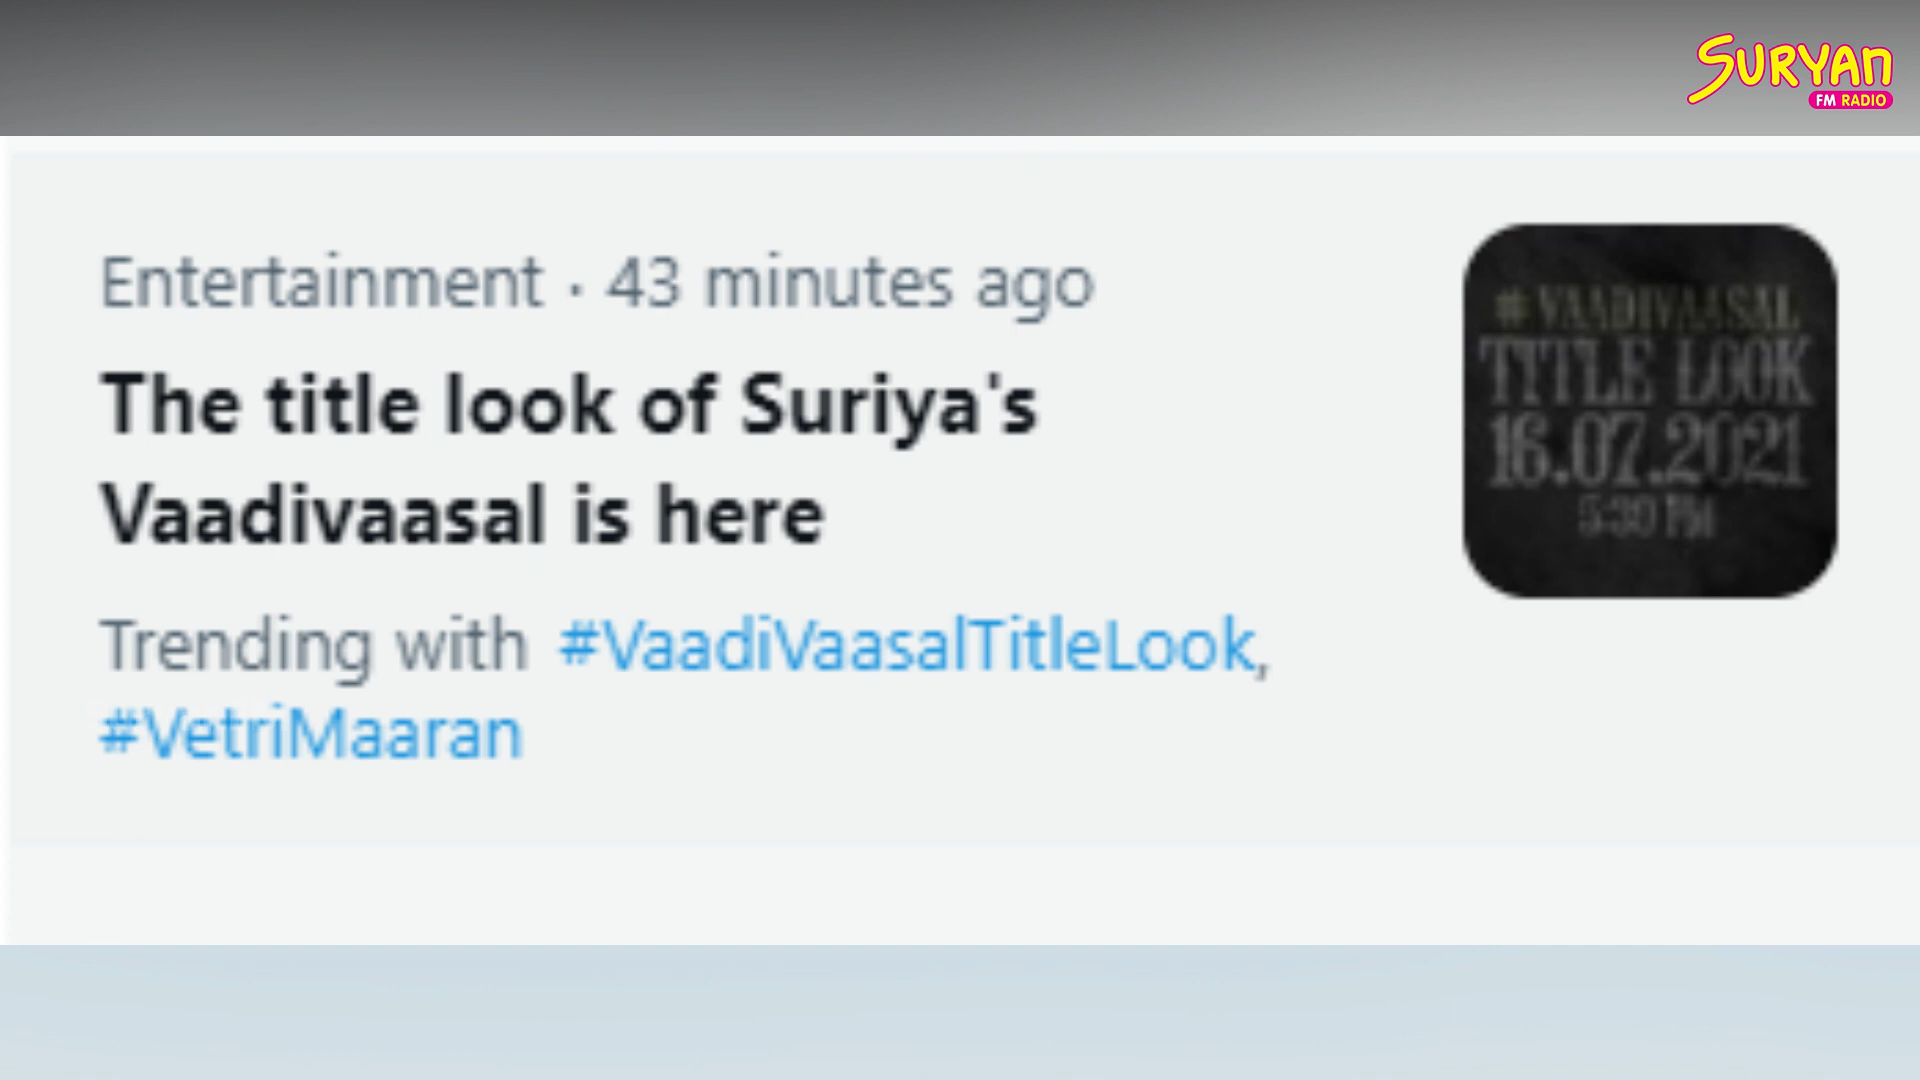 SURYAN
FM RADIO
Entertainment · 43 minutes ago
The title look of Suriya's
Vaadivaasal is here
Trending with #VaadiVaasalTitleLook,
#VetriMaaran
#VAADIVAASAL
TITLE LOOK
16.07.2021
5:30 PM